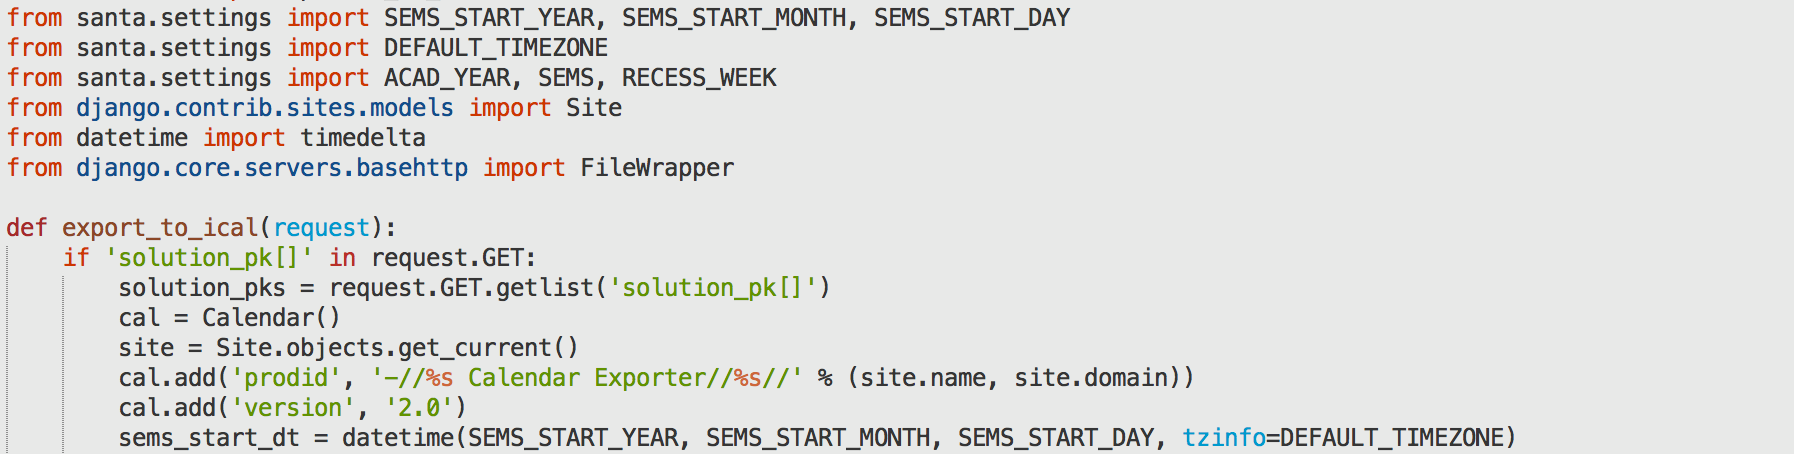 from santa.settings import SEMS_START_YEAR, SEMS_START_MONTH, SEMS_START_DAY
from santa.settings import DEFAULT_TIMEZONE
from santa.settings import ACAD_YEAR, SEMS, RECESS_WEEK
from django.contrib.sites.models import Site
from datetime import timedelta
from django.core.servers.basehttp import FileWrapper

def export_to_ical(request):
    if 'solution_pk[]' in request.GET:
        solution_pks = request.GET.getlist('solution_pk[]')
        cal = Calendar()
        site = Site.objects.get_current()
        cal.add('prodid', '-//%s Calendar Exporter//%s//' % (site.name, site.domain))
        cal.add('version', '2.0')
        sems_start_dt = datetime(SEMS_START_YEAR, SEMS_START_MONTH, SEMS_START_DAY, tzinfo=DEFAULT_TIMEZONE)